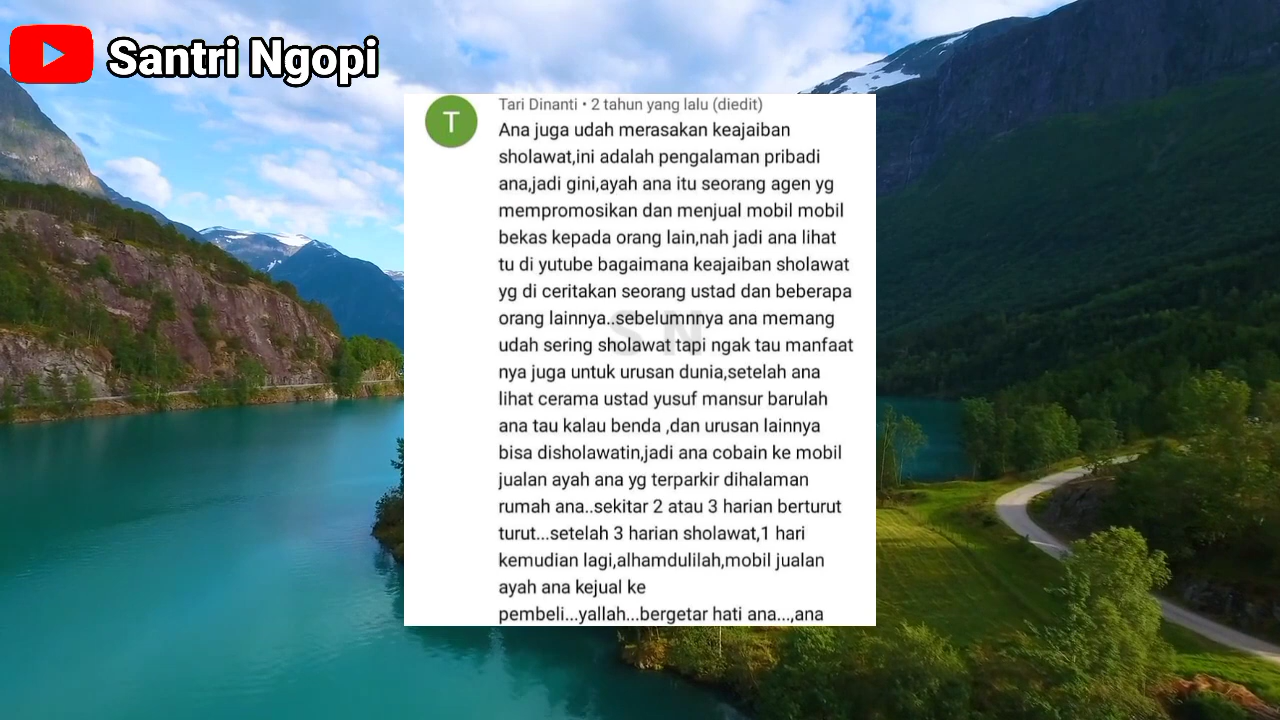 Santri Ngopi
T
Tari Dinanti • 2 tahun yang lalu (diedit)
Ana juga udah merasakan keajaiban
sholawat,ini adalah pengalaman pribadi
ana,jadi gini,ayah ana itu seorang agen yg
mempromosikan dan menjual mobil mobil
bekas kepada orang lain,nah jadi ana lihat
tu di yutube bagaimana keajaiban sholawat
yg di ceritakan seorang ustad dan beberapa
orang lainnya..sebelumnnya ana memang
SN
udah sering sholawat tapi ngak tau manfaat
nya juga untuk urusan dunia,setelah ana
lihat cerama ustad yusuf mansur barulah
ana tau kalau benda ,dan urusan lainnya
bisa disholawatin,jadi ana cobain ke mobil
jualan ayah ana yg terparkir dihalaman
rumah ana..sekitar 2 atau 3 harian berturut
turut...setelah 3 harian sholawat,1 hari
kemudian lagi,alhamdulilah,mobil jualan
ayah ana kejual ke
pembeli...yallah...bergetar hati ana...,ana